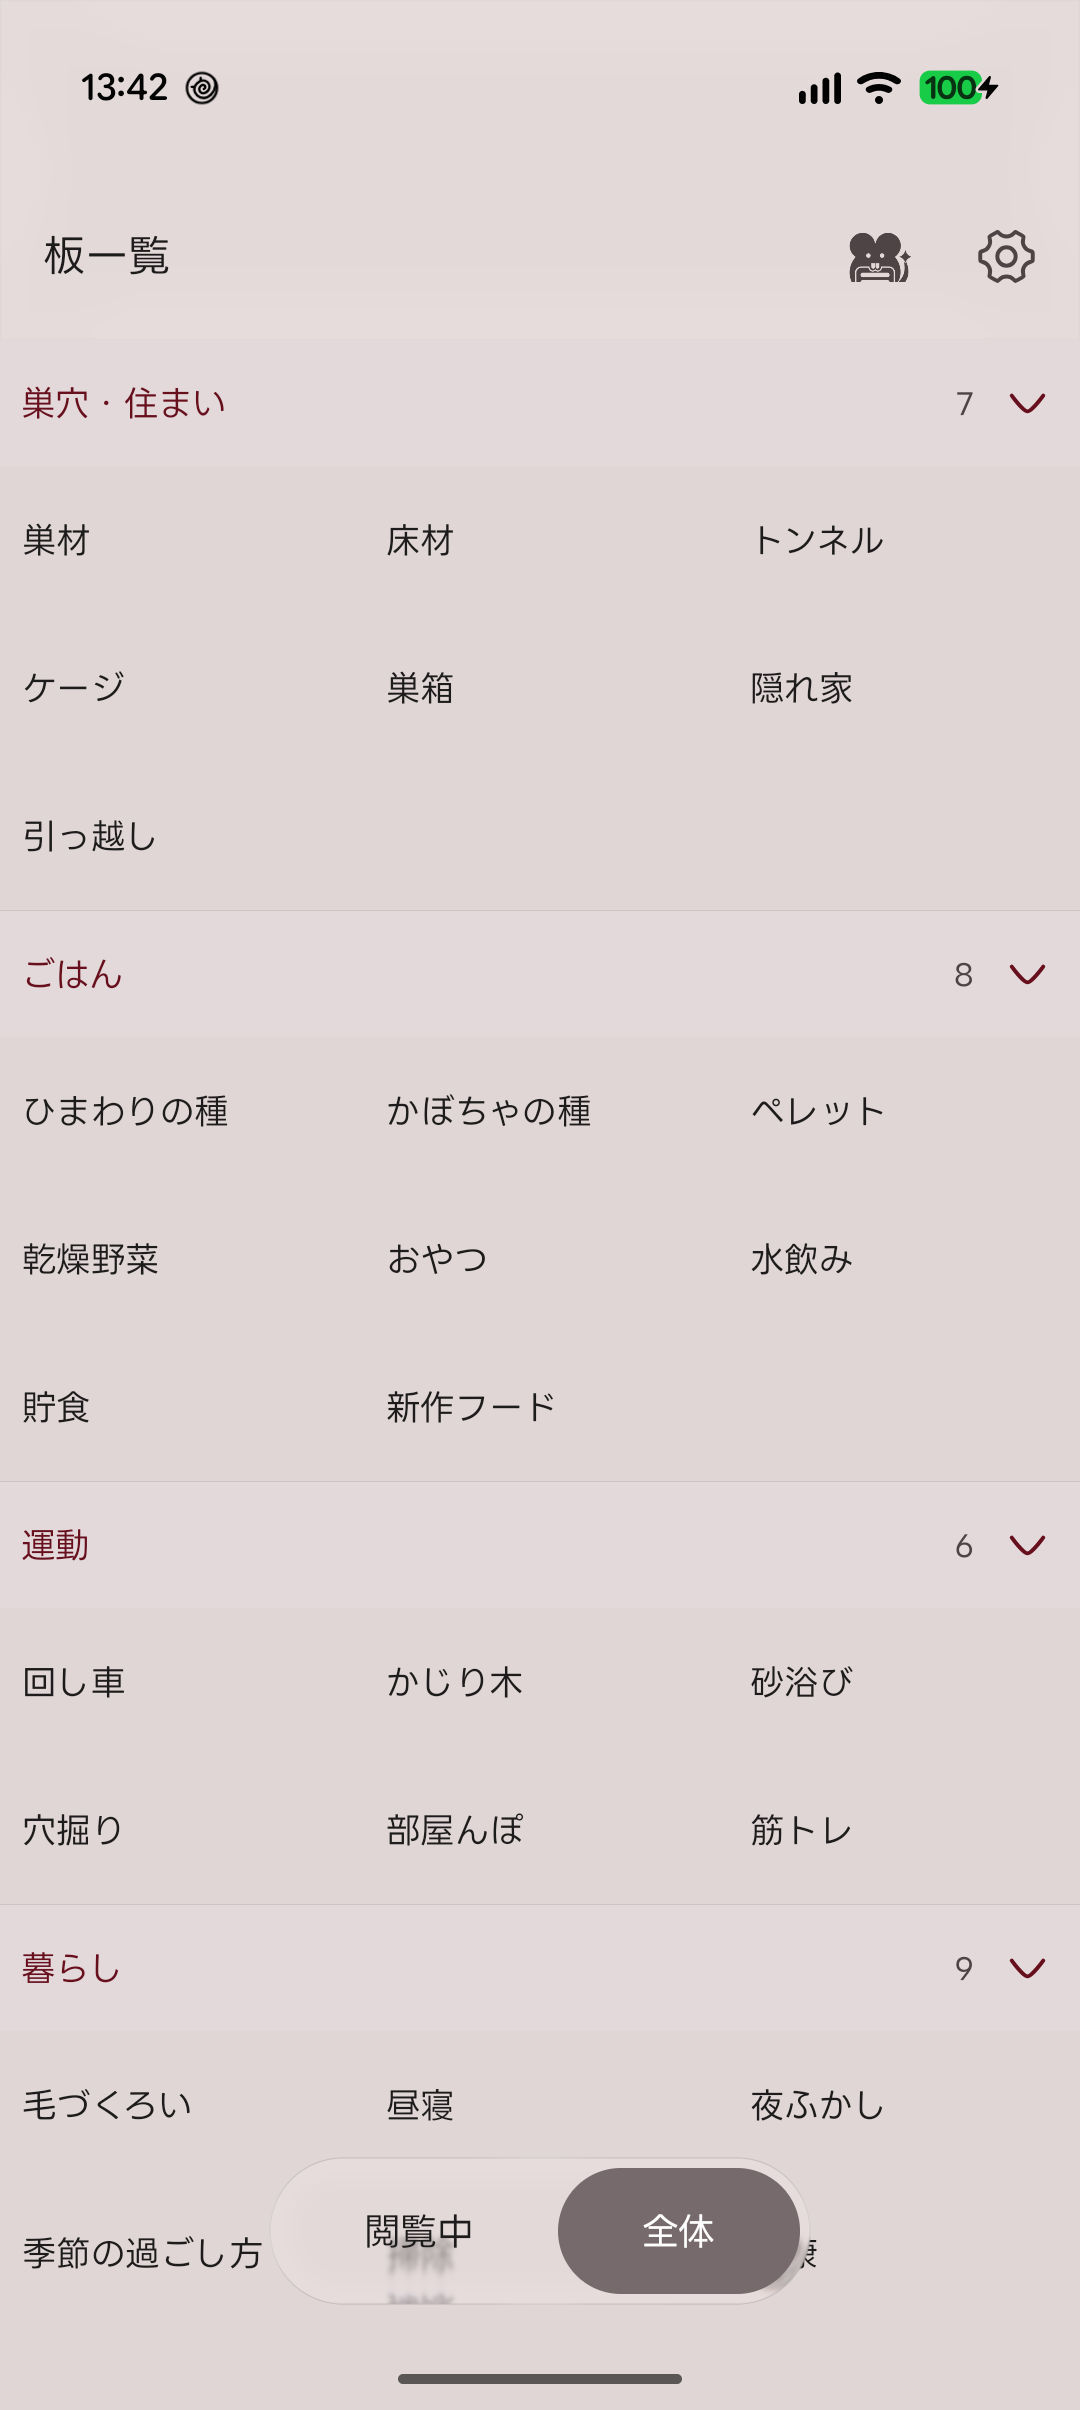 13:42 100
板一覧
巣穴・住まい 7
巣材 床材 トンネル
ケージ 巣箱 隠れ家
引っ越し
ごはん 8
ひまわりの種 かぼちゃの種 ペレット
乾燥野菜 おやつ 水飲み
貯食 新作フード
運動 6
回し車 かじり木 砂浴び
穴掘り 部屋んぽ 筋トレ
暮らし 9
毛づくろい 昼寝 夜ふかし
季節の過ごし方
閲覧中 全体